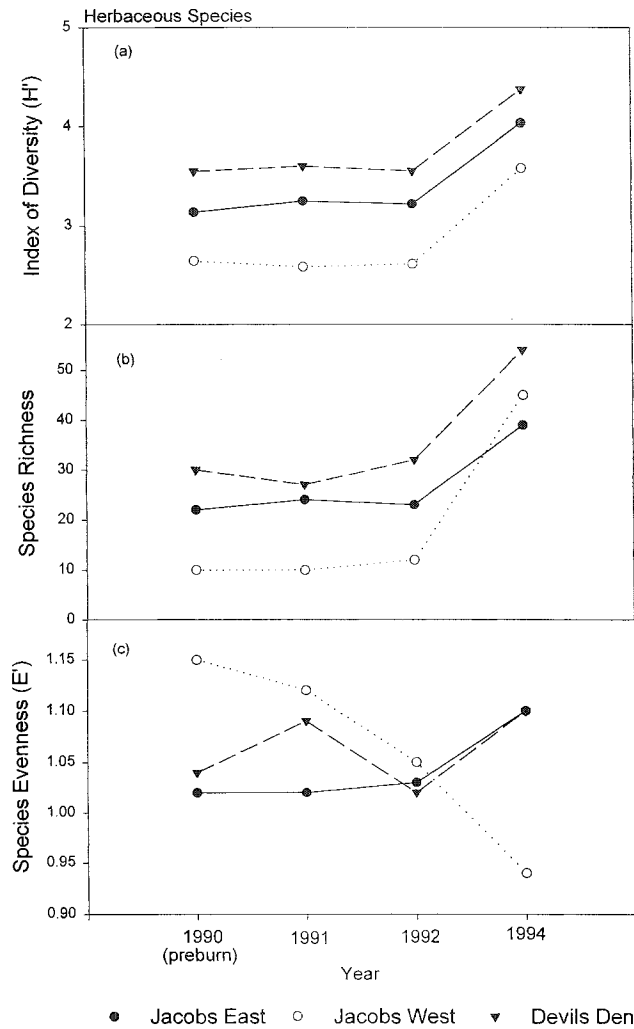 Herbaceous Species
5
(a)
4
3
2
Index of Diversity (H')
(b)
50
40
30
20
10
0
Species Richness
(c)
1.15
1.10
1.05
1.00
0.95
0.90
Species Evenness (E')
1990 1991 1992 1994
(preburn)
Year
Jacobs East Jacobs West Devils Den